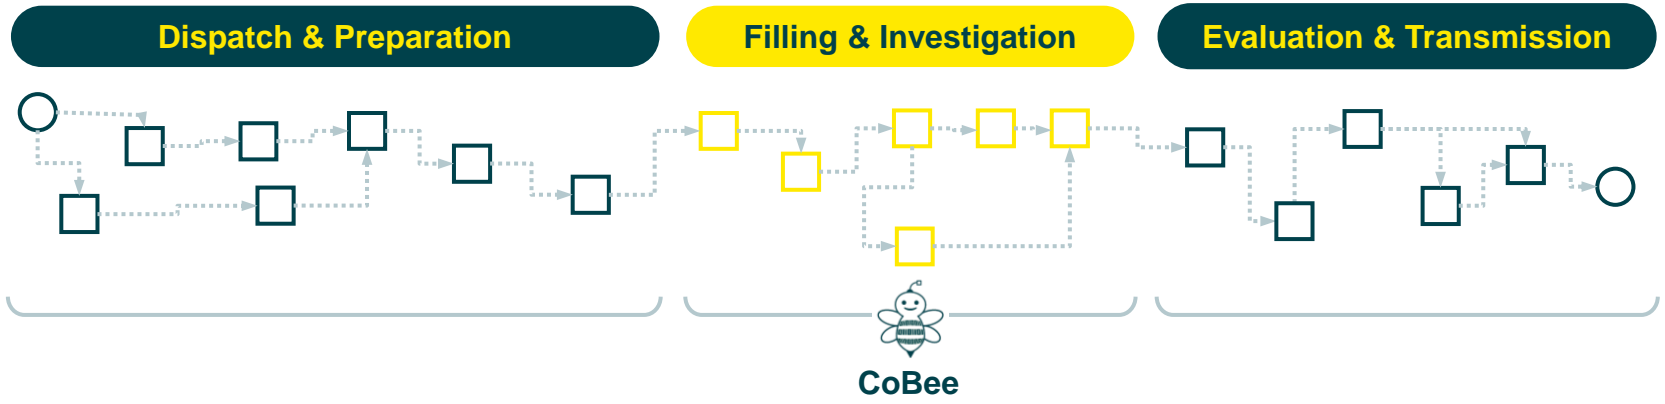 Dispatch & Preparation
Filling & Investigation
Evaluation & Transmission
CoBee